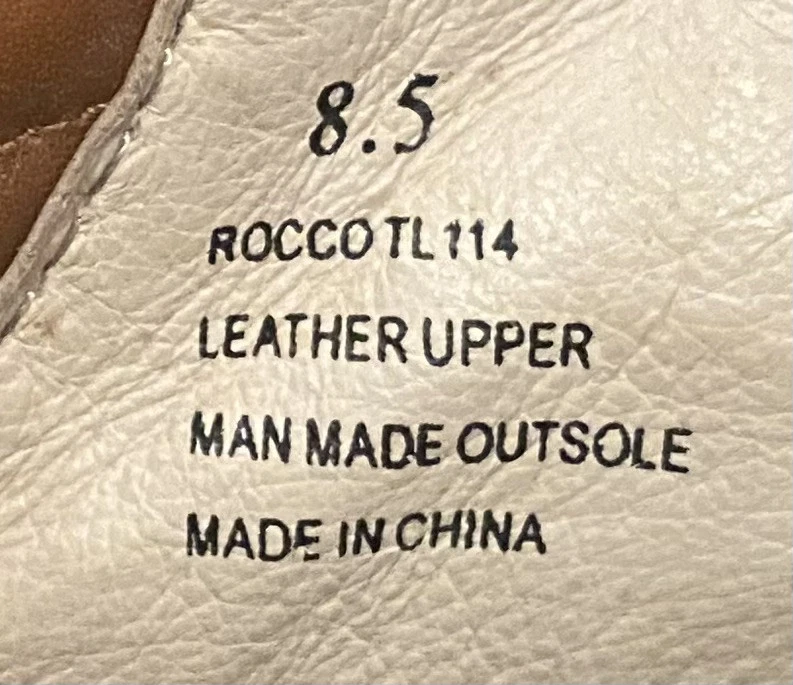 8.5
ROCCO TL114
LEATHER UPPER
MAN MADE OUTSOLE
MADE IN CHINA